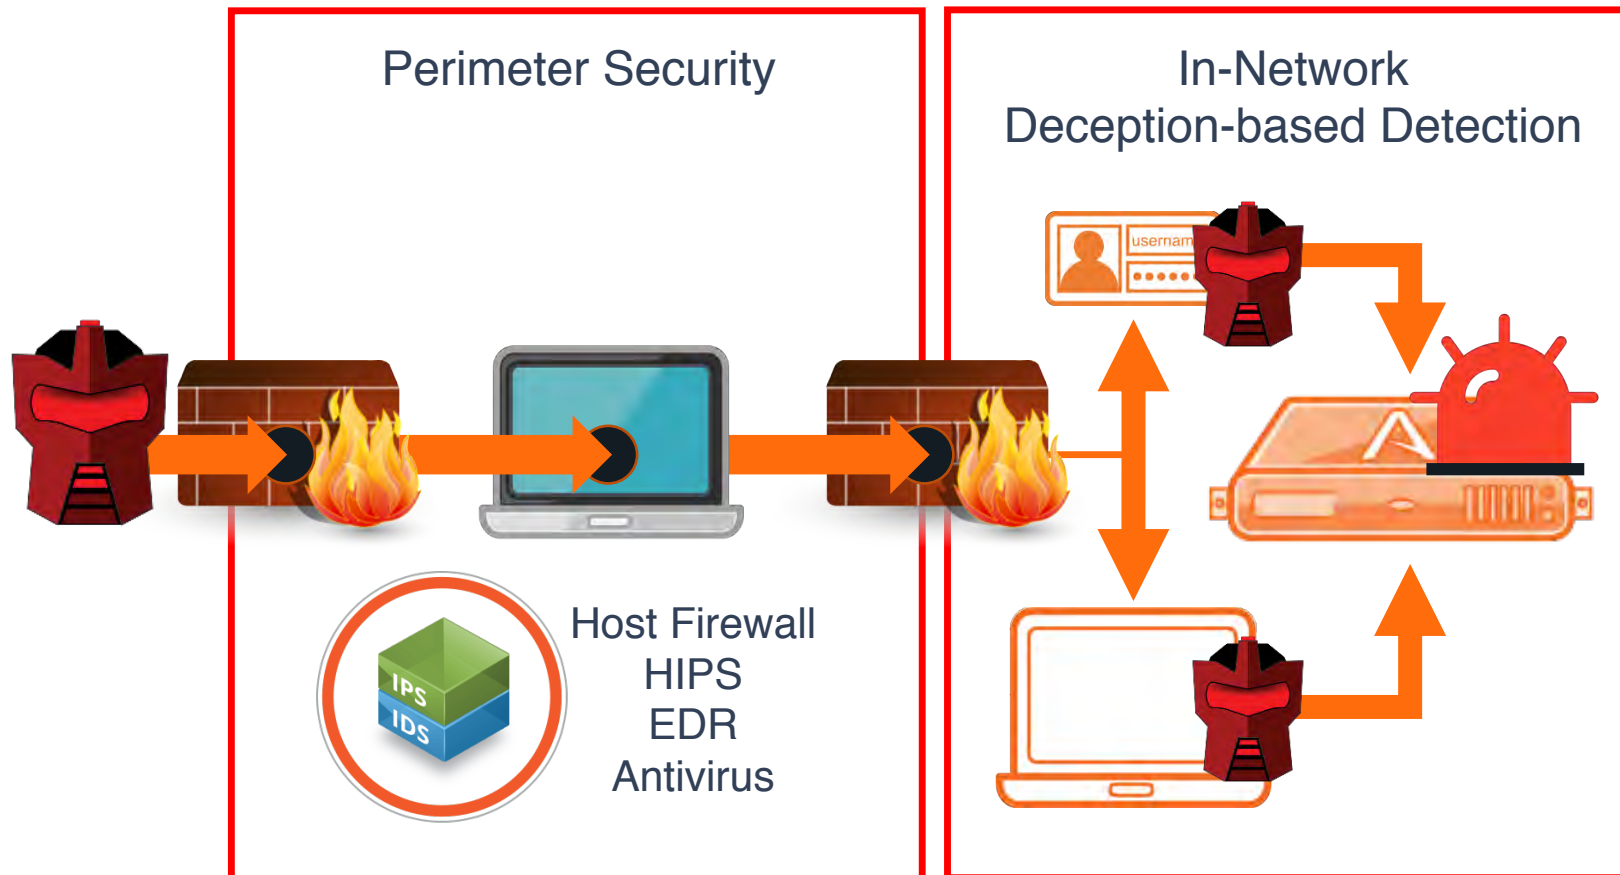 Perimeter Security
In-Network
Deception-based Detection
usernam
Host Firewall
HIPS
EDR
Antivirus
IPS
IDS